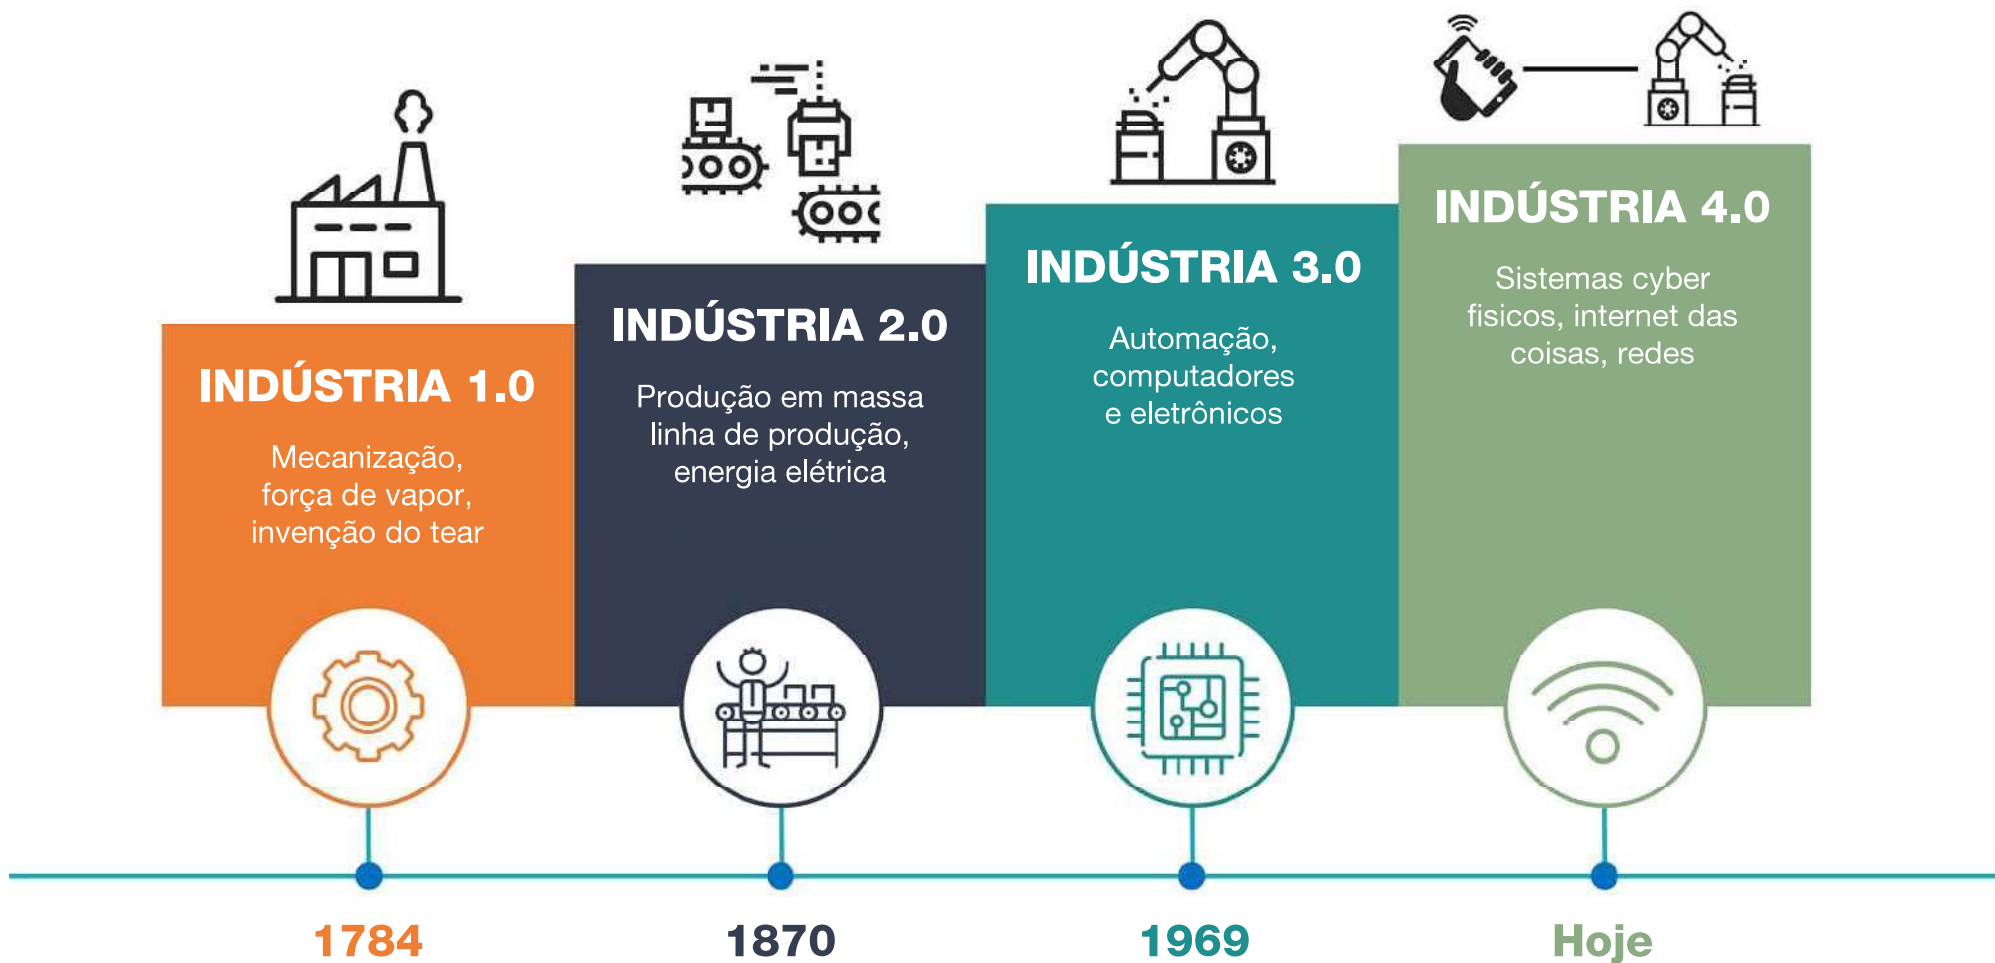 INDÚSTRIA 1.0
Mecanização,
força de vapor,
invenção do tear
1784
INDÚSTRIA 2.0
Produção em massa
linha de produção,
energia elétrica
1870
INDÚSTRIA 3.0
Automação,
computadores
e eletrônicos
1969
INDÚSTRIA 4.0
Sistemas cyber
fisicos, internet das
coisas, redes
Hoje